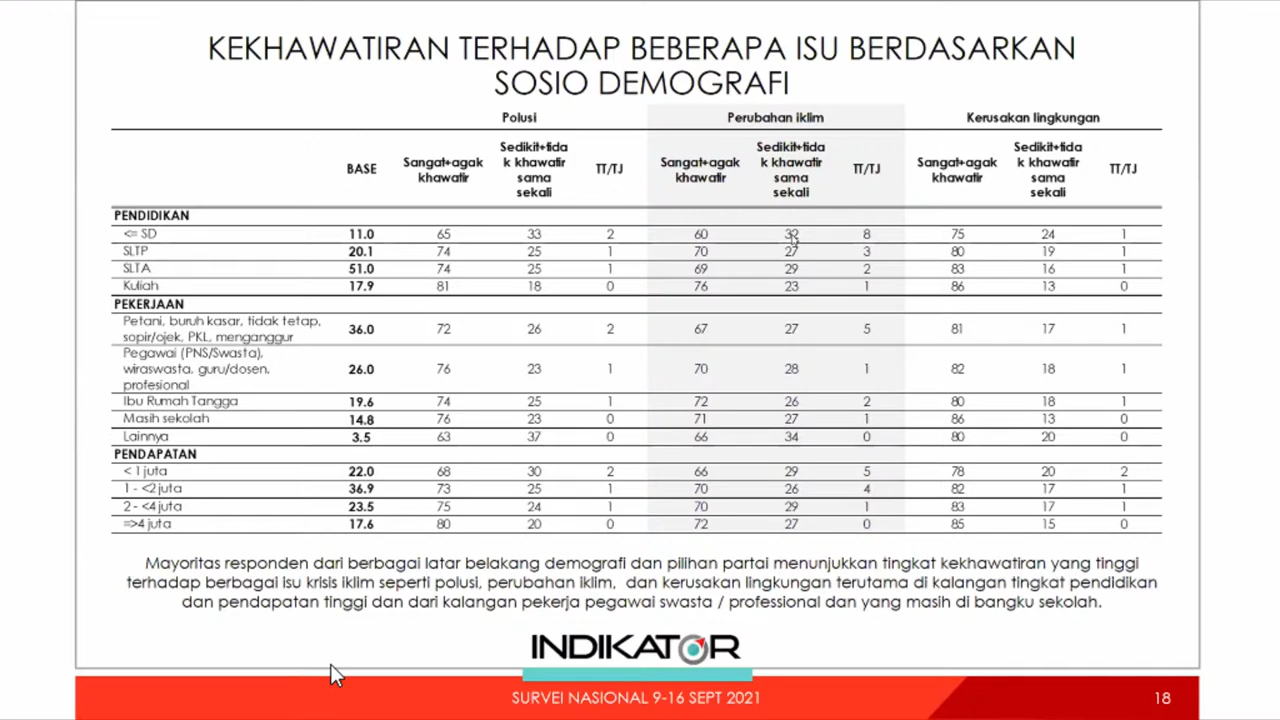 KEKHAWATIRAN TERHADAP BEBERAPA ISU BERDASARKAN
SOSIO DEMOGRAFI
Polusi Perubahan iklim Kerusakan lingkungan
BASE Sangat+agak khawatir Sedikit+tida k khawatir sama sekali TT/TJ Sangat+agak khawatir Sedikit+tida k khawatir sama sekali TT/TJ Sangat+agak khawatir Sedikit+tida k khawatir sama sekali TT/TJ
PENDIDIKAN
<= SD 11.0 65 33 2 60 32 8 75 24 1
SLTP 20.1 74 25 1 70 27 3 80 19 1
SLTA 51.0 74 25 1 69 29 2 83 16 1
Kuliah 17.9 81 18 0 76 23 1 86 13 0
PEKERJAAN
Petani, buruh kasar, tidak tetap,
sopir/ojek, PKL, menganggur 36.0 72 26 2 67 27 5 81 17 1
Pegawai (PNS/Swasta),
wiraswasta, guru/dosen, 26.0 76 23 1 70 28 1 82 18 1
profesional
Ibu Rumah Tangga 19.6 74 25 1 72 26 2 80 18 1
Masih sekolah 14.8 76 23 0 71 27 1 86 13 0
Lainnya 3.5 63 37 0 66 34 0 80 20 0
PENDAPATAN
< 1 juta 22.0 68 30 2 66 29 5 78 20 2
1 - <2 juta 36.9 73 25 1 70 26 4 82 17 1
2 - <4 juta 23.5 75 24 1 70 29 1 83 17 1
=>4 juta 17.6 80 20 0 72 27 0 85 15 0
Mayoritas responden dari berbagai latar belakang demografi dan pilihan partai menunjukkan tingkat kekhawatiran yang tinggi
terhadap berbagai isu krisis iklim seperti polusi, perubahan iklim, dan kerusakan lingkungan terutama di kalangan tingkat pendidikan
dan pendapatan tinggi dan dari kalangan pekerja pegawai swasta / professional dan yang masih di bangku sekolah.
INDIKATOR
SURVEI NASIONAL 9-16 SEPT 2021 18